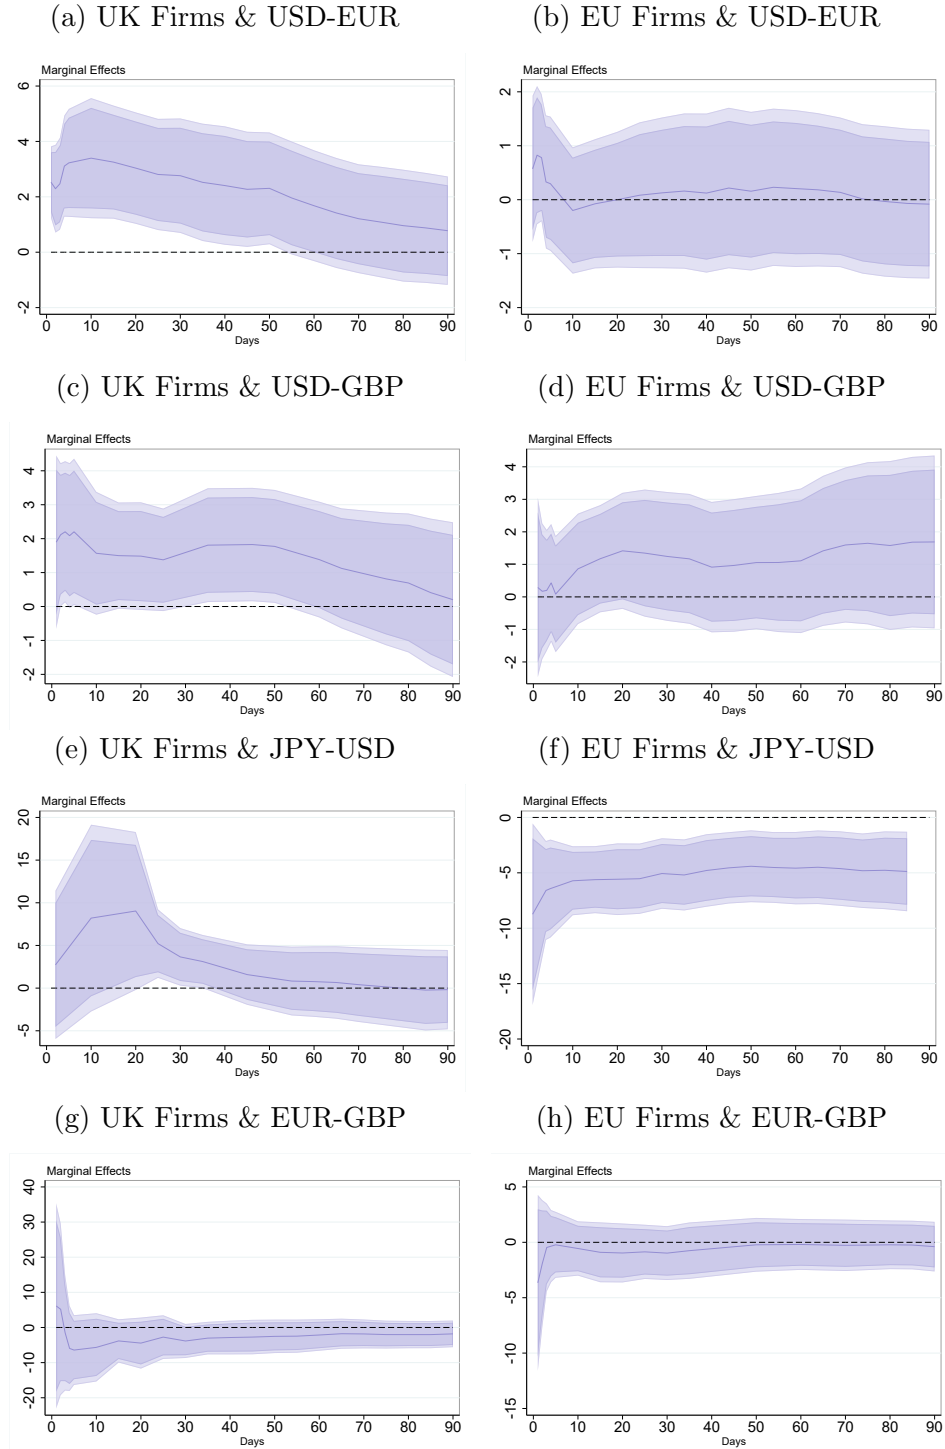 (a) UK Firms & USD-EUR
(b) EU Firms & USD-EUR
Marginal Effects
6
4
2
0
-2
0 10 20 30 40 50 60 70 80 90
Days
Marginal Effects
2
1
0
-1
-2
0 10 20 30 40 50 60 70 80 90
Days
(c) UK Firms & USD-GBP
(d) EU Firms & USD-GBP
Marginal Effects
4
3
2
1
0
-1
-2
0 10 20 30 40 50 60 70 80 90
Days
Marginal Effects
4
3
2
1
0
-1
-2
0 10 20 30 40 50 60 70 80 90
Days
(e) UK Firms & JPY-USD
(f) EU Firms & JPY-USD
Marginal Effects
20
15
10
5
0
-5
0 10 20 30 40 50 60 70 80 90
Days
Marginal Effects
0
-5
-10
-15
-20
0 10 20 30 40 50 60 70 80 90
Days
(g) UK Firms & EUR-GBP
(h) EU Firms & EUR-GBP
Marginal Effects
40
30
20
10
0
-10
-20
0 10 20 30 40 50 60 70 80 90
Days
Marginal Effects
5
0
-5
-10
-15
0 10 20 30 40 50 60 70 80 90
Days